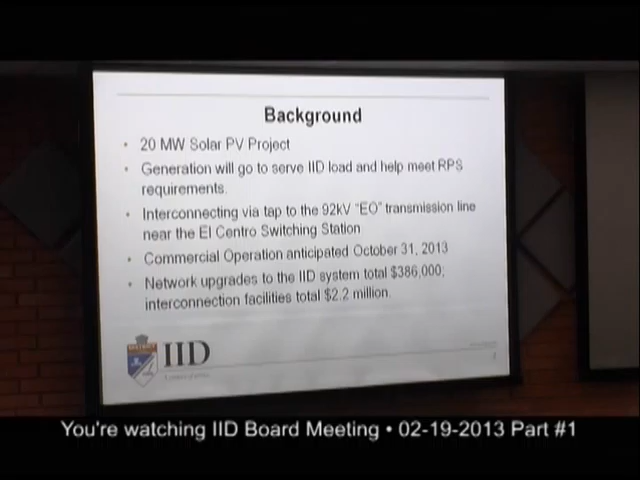 Background
• 20 MW Solar PV Project
• Generation will go to serve IID load and help meet RPS
requirements.
• Interconnecting via tap to the 92kV "EO" transmission line
near the El Centro Switching Station
• Commercial Operation anticipated October 31, 2013
• Network upgrades to the IID system total $386,000;
interconnection facilities total $2.2 million.
IID
You're watching IID Board Meeting • 02-19-2013 Part #1